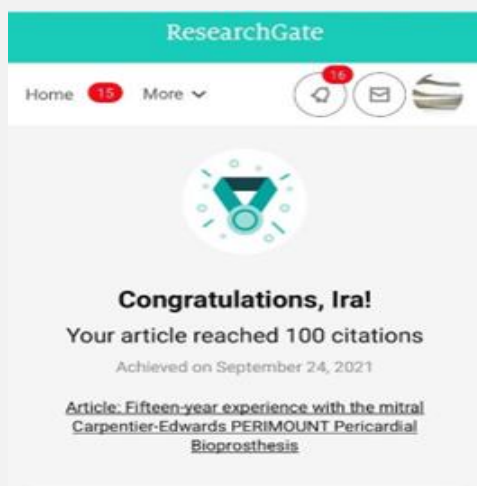 ResearchGate
Home 15 More 16
Congratulations, Ira!
Your article reached 100 citations
Achieved on September 24, 2021
Article: Fifteen-year experience with the mitral
Carpentier-Edwards PERIMOUNT Pericardial
Bioprosthesis